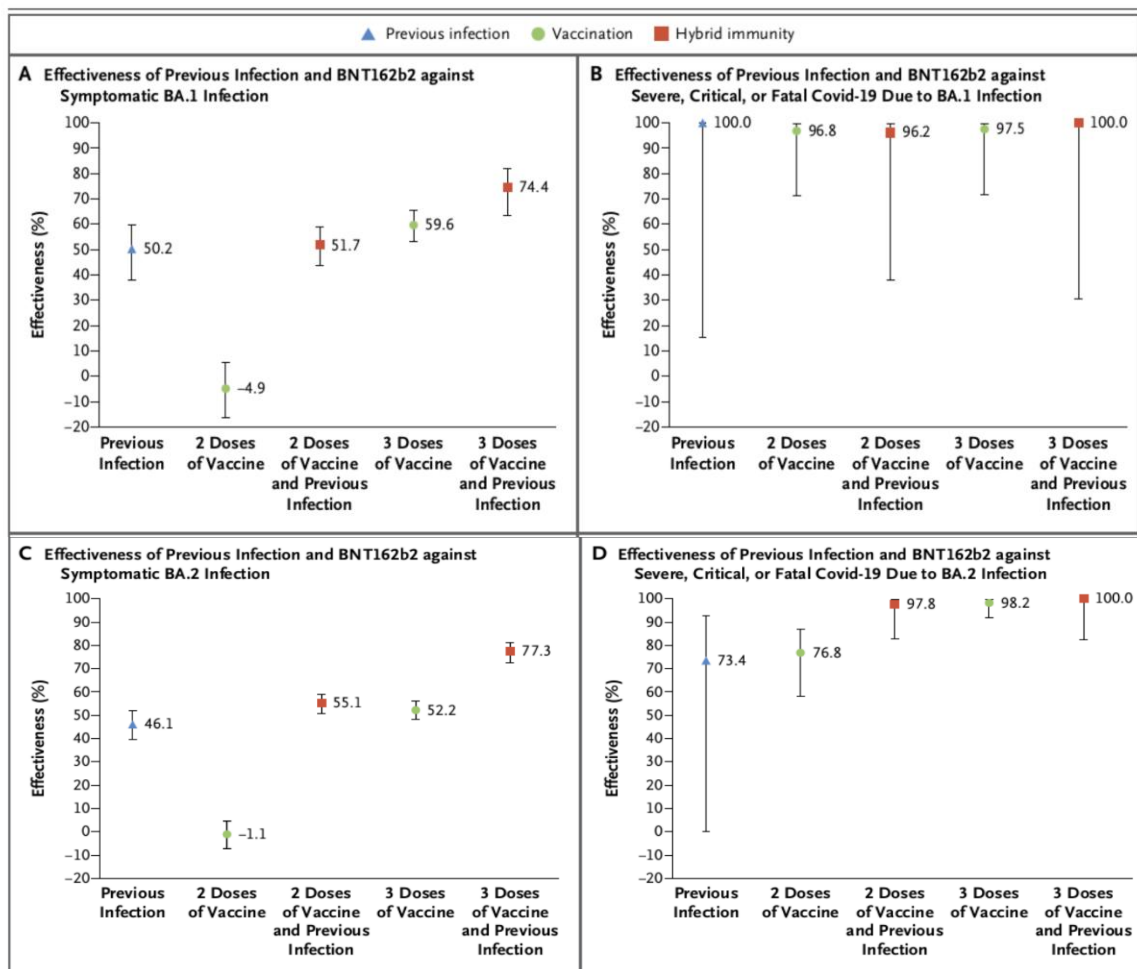 Previous infection Vaccination Hybrid immunity
A Effectiveness of Previous Infection and BNT162b2 against
Symptomatic BA.1 Infection
100
90
80
70
60
50
40
30
20
10
0
–10
–20
Effectiveness (%)
50.2
–4.9
51.7
59.6
74.4
Previous
Infection
2 Doses
of Vaccine
2 Doses
of Vaccine
and Previous
Infection
3 Doses
of Vaccine
3 Doses
of Vaccine
and Previous
Infection
B Effectiveness of Previous Infection and BNT162b2 against
Severe, Critical, or Fatal Covid-19 Due to BA.1 Infection
100
90
80
70
60
50
40
30
20
10
0
–10
–20
Effectiveness (%)
100.0
96.8
96.2
97.5
100.0
Previous
Infection
2 Doses
of Vaccine
2 Doses
of Vaccine
and Previous
Infection
3 Doses
of Vaccine
3 Doses
of Vaccine
and Previous
Infection
C Effectiveness of Previous Infection and BNT162b2 against
Symptomatic BA.2 Infection
100
90
80
70
60
50
40
30
20
10
0
–10
–20
Effectiveness (%)
46.1
–1.1
55.1
52.2
77.3
Previous
Infection
2 Doses
of Vaccine
2 Doses
of Vaccine
and Previous
Infection
3 Doses
of Vaccine
3 Doses
of Vaccine
and Previous
Infection
D Effectiveness of Previous Infection and BNT162b2 against
Severe, Critical, or Fatal Covid-19 Due to BA.2 Infection
100
90
80
70
60
50
40
30
20
10
0
–10
–20
Effectiveness (%)
73.4
76.8
97.8
98.2
100.0
Previous
Infection
2 Doses
of Vaccine
2 Doses
of Vaccine
and Previous
Infection
3 Doses
of Vaccine
3 Doses
of Vaccine
and Previous
Infection